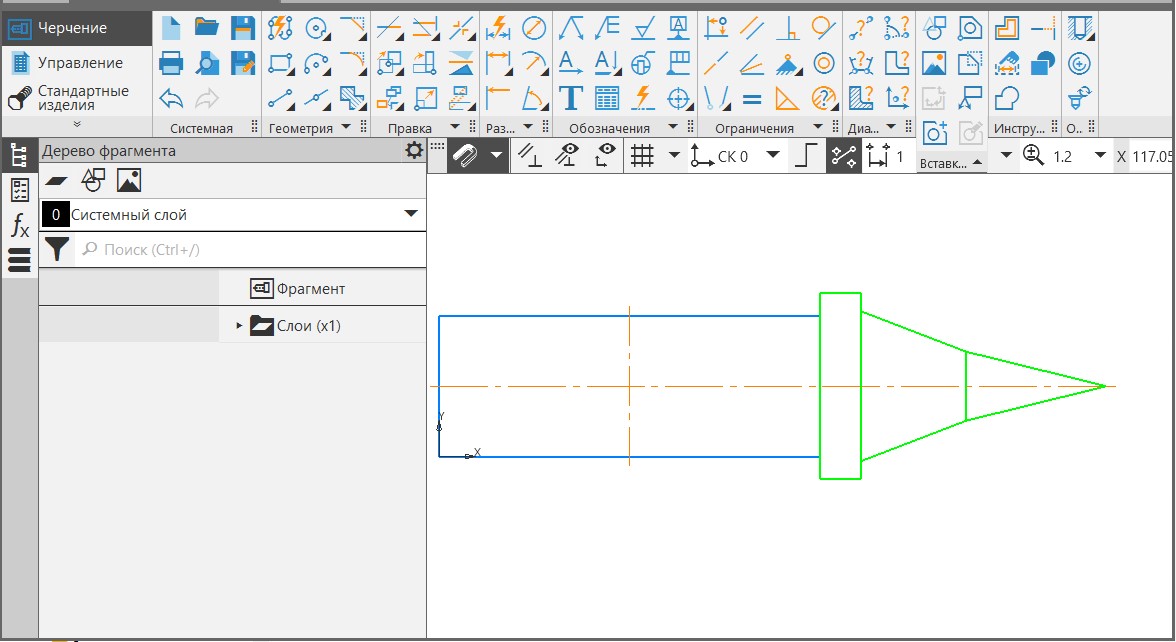 Черчение
Управление
Стандартные
изделия
Системная
Геометрия
Правка
Раз...
Обозначения
Ограничения
Диа...
Вставк...
Инстру...
О...
Дерево фрагмента
СК 0
1
1.2
X 117.05
0 Системный слой
Поиск (Ctrl+/)
Фрагмент
Слои (x1)
Y
X